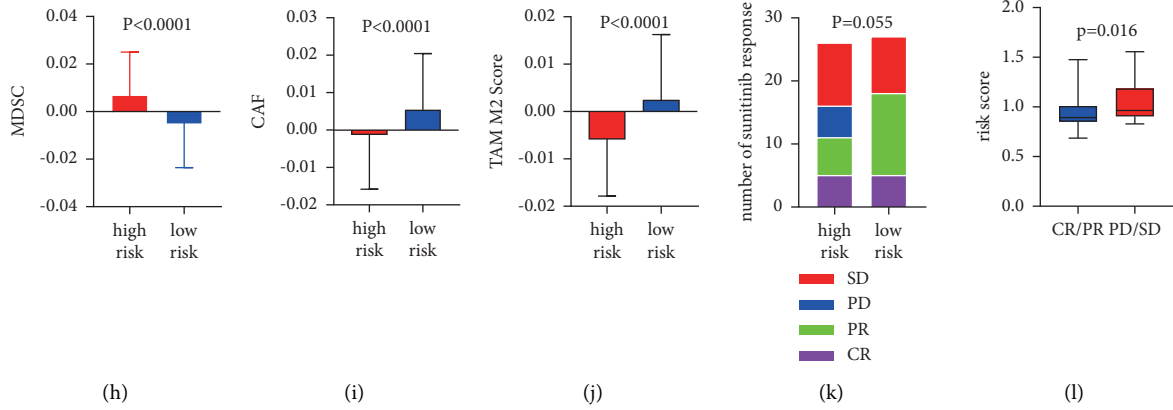 P<0.0001
MDSC
0.04
0.02
0.00
-0.02
-0.04
high risk
low risk
(h)
P<0.0001
CAF
0.03
0.02
0.01
0.00
-0.01
-0.02
high risk
low risk
(i)
P<0.0001
TAM M2 Score
0.02
0.01
0.00
-0.01
-0.02
high risk
low risk
(j)
P=0.055
number of sunitinib response
30
20
10
0
high risk
low risk
SD
PD
PR
CR
(k)
p=0.016
risk score
2.0
1.5
1.0
0.5
0.0
CR/PR PD/SD
(l)